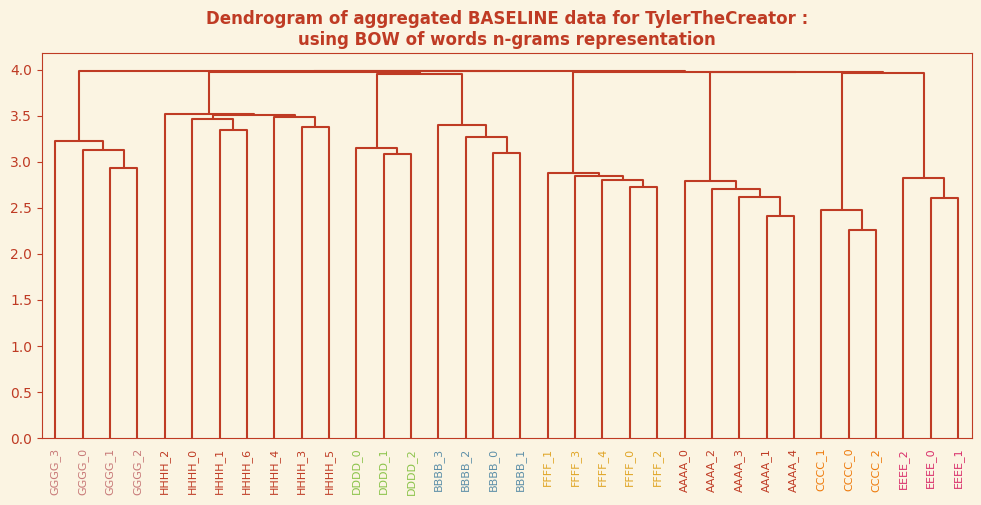 Dendrogram of aggregated BASELINE data for TylerTheCreator :
using BOW of words n-grams representation
4.0
3.5
3.0
2.5
2.0
1.5
1.0
0.5
0.0
GGGG_3
GGGG_0
GGGG_1
GGGG_2
HHHH_2
HHHH_0
HHHH_1
HHHH_6
HHHH_4
HHHH_3
HHHH_5
DDDD_0
DDDD_1
DDDD_2
BBBB_3
BBBB_2
BBBB_0
BBBB_1
FFFF_1
FFFF_3
FFFF_4
FFFF_0
FFFF_2
AAAA_0
AAAA_2
AAAA_3
AAAA_1
AAAA_4
CCCC_1
CCCC_0
CCCC_2
EEEE_2
EEEE_0
EEEE_1